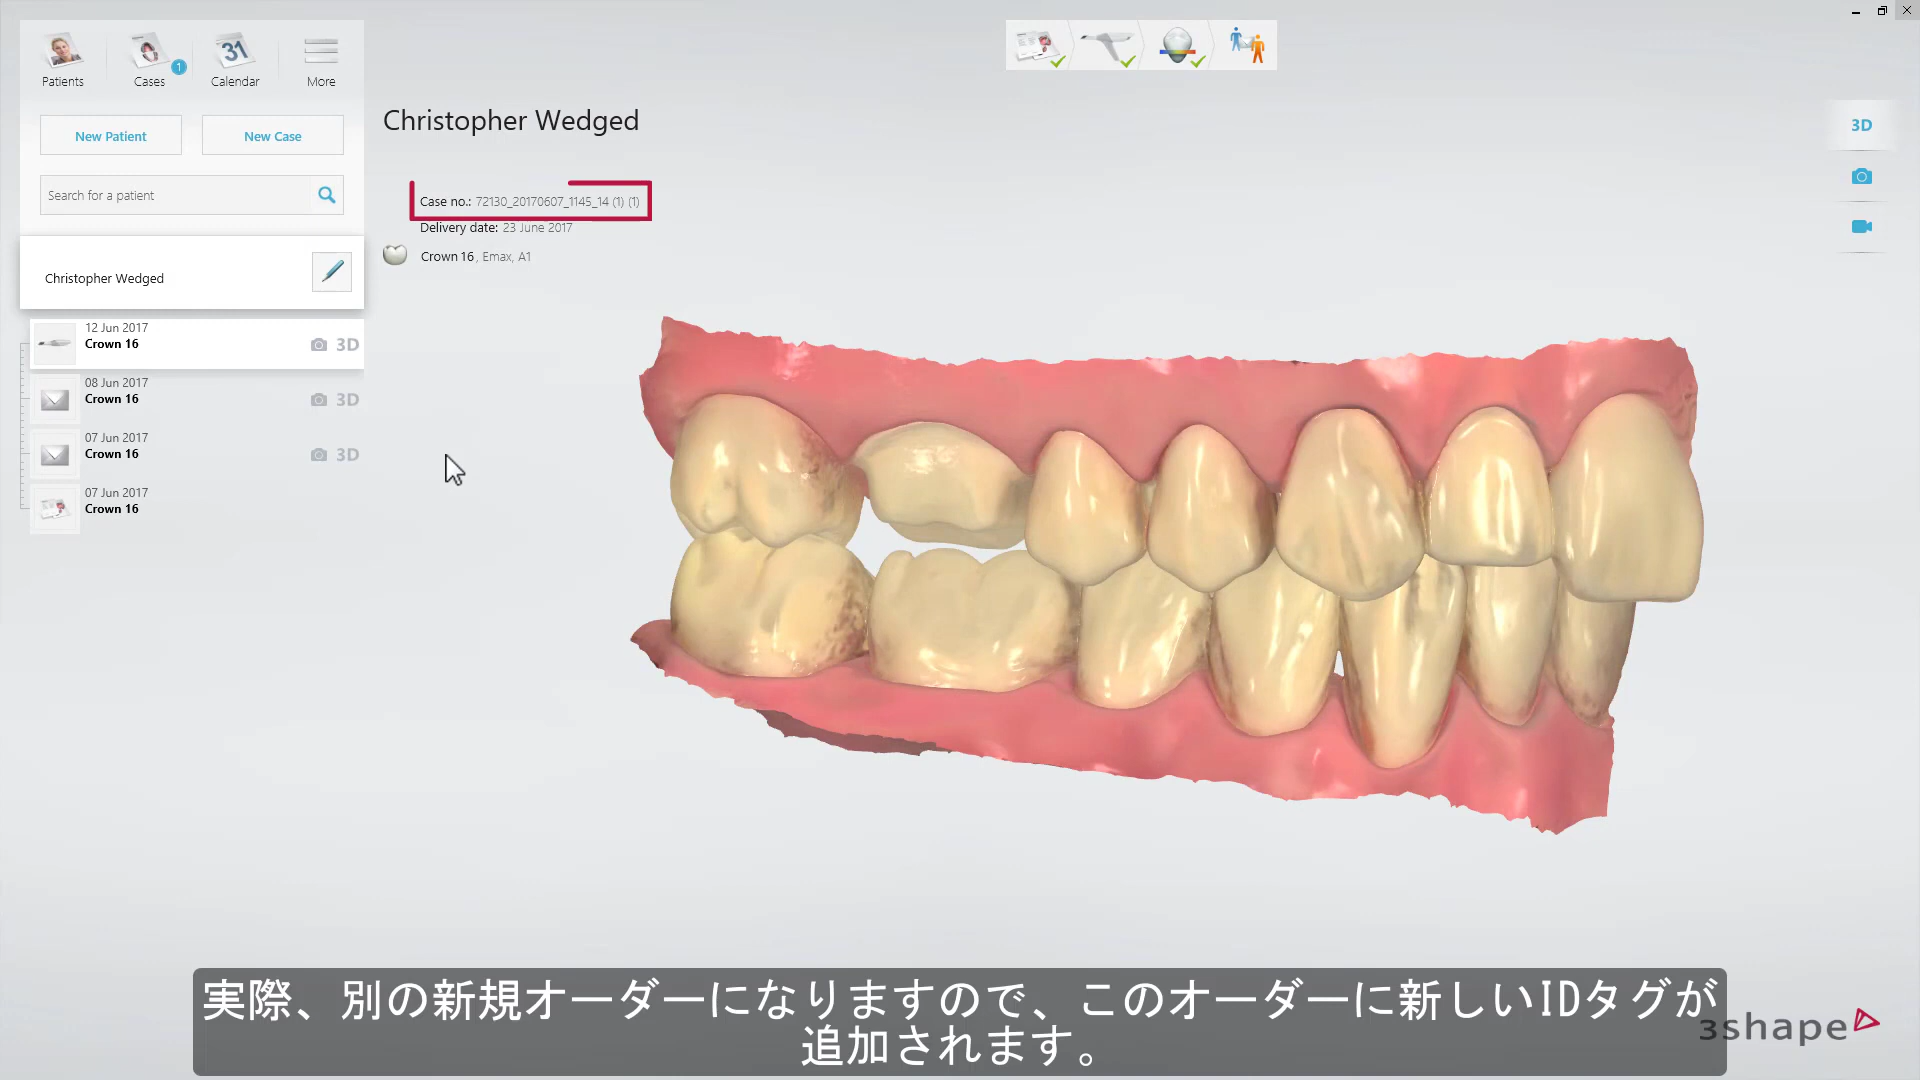 Patients
Cases
1
31
Calendar
More
New Patient
New Case
Search for a patient
Christopher Wedged
12 Jun 2017
Crown 16
3D
08 Jun 2017
Crown 16
3D
07 Jun 2017
Crown 16
3D
07 Jun 2017
Crown 16
Christopher Wedged
Case no.: 72130_20170607_1145_14 (1) (1)
Delivery date: 23 June 2017
Crown 16, Emax, A1
3D
実際、別の新規オーダーになりますので、このオーダーに新しいIDタグが
追加されます。
3shape